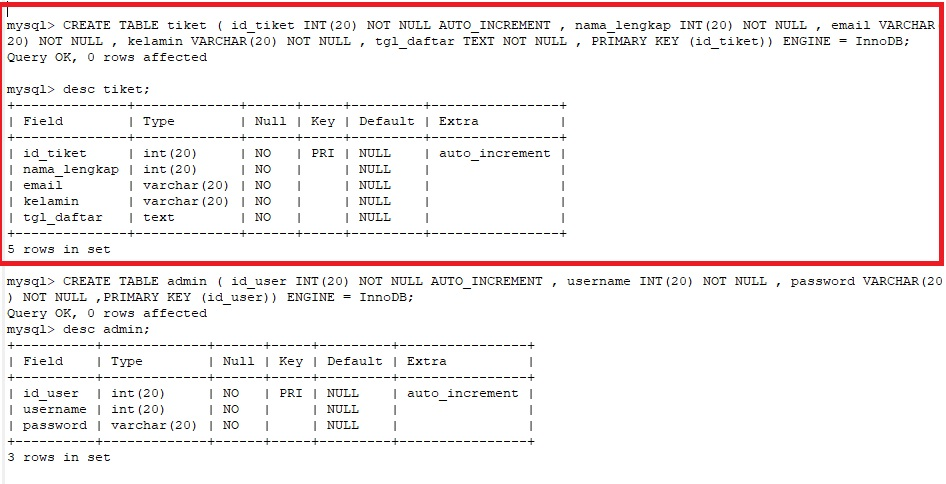 mysql> CREATE TABLE tiket ( id_tiket INT(20) NOT NULL AUTO_INCREMENT , nama_lengkap INT(20) NOT NULL , email VARCHAR
20) NOT NULL , kelamin VARCHAR(20) NOT NULL , tgl_daftar TEXT NOT NULL , PRIMARY KEY (id_tiket)) ENGINE = InnoDB;
Query OK, 0 rows affected
mysql> desc tiket;
+--------------+-------------+------+-----+---------+----------------+
| Field        | Type        | Null | Key | Default | Extra          |
+--------------+-------------+------+-----+---------+----------------+
| id_tiket     | int(20)     | NO   | PRI | NULL    | auto_increment |
| nama_lengkap | int(20)     | NO   |     | NULL    |                |
| email        | varchar(20) | NO   |     | NULL    |                |
| kelamin      | varchar(20) | NO   |     | NULL    |                |
| tgl_daftar   | text        | NO   |     | NULL    |                |
+--------------+-------------+------+-----+---------+----------------+
5 rows in set
mysql> CREATE TABLE admin ( id_user INT(20) NOT NULL AUTO_INCREMENT , username INT(20) NOT NULL , password VARCHAR(20
) NOT NULL ,PRIMARY KEY (id_user)) ENGINE = InnoDB;
Query OK, 0 rows affected
mysql> desc admin;
+----------+-------------+------+-----+---------+----------------+
| Field    | Type        | Null | Key | Default | Extra          |
+----------+-------------+------+-----+---------+----------------+
| id_user  | int(20)     | NO   | PRI | NULL    | auto_increment |
| username | int(20)     | NO   |     | NULL    |                |
| password | varchar(20) | NO   |     | NULL    |                |
+----------+-------------+------+-----+---------+----------------+
3 rows in set